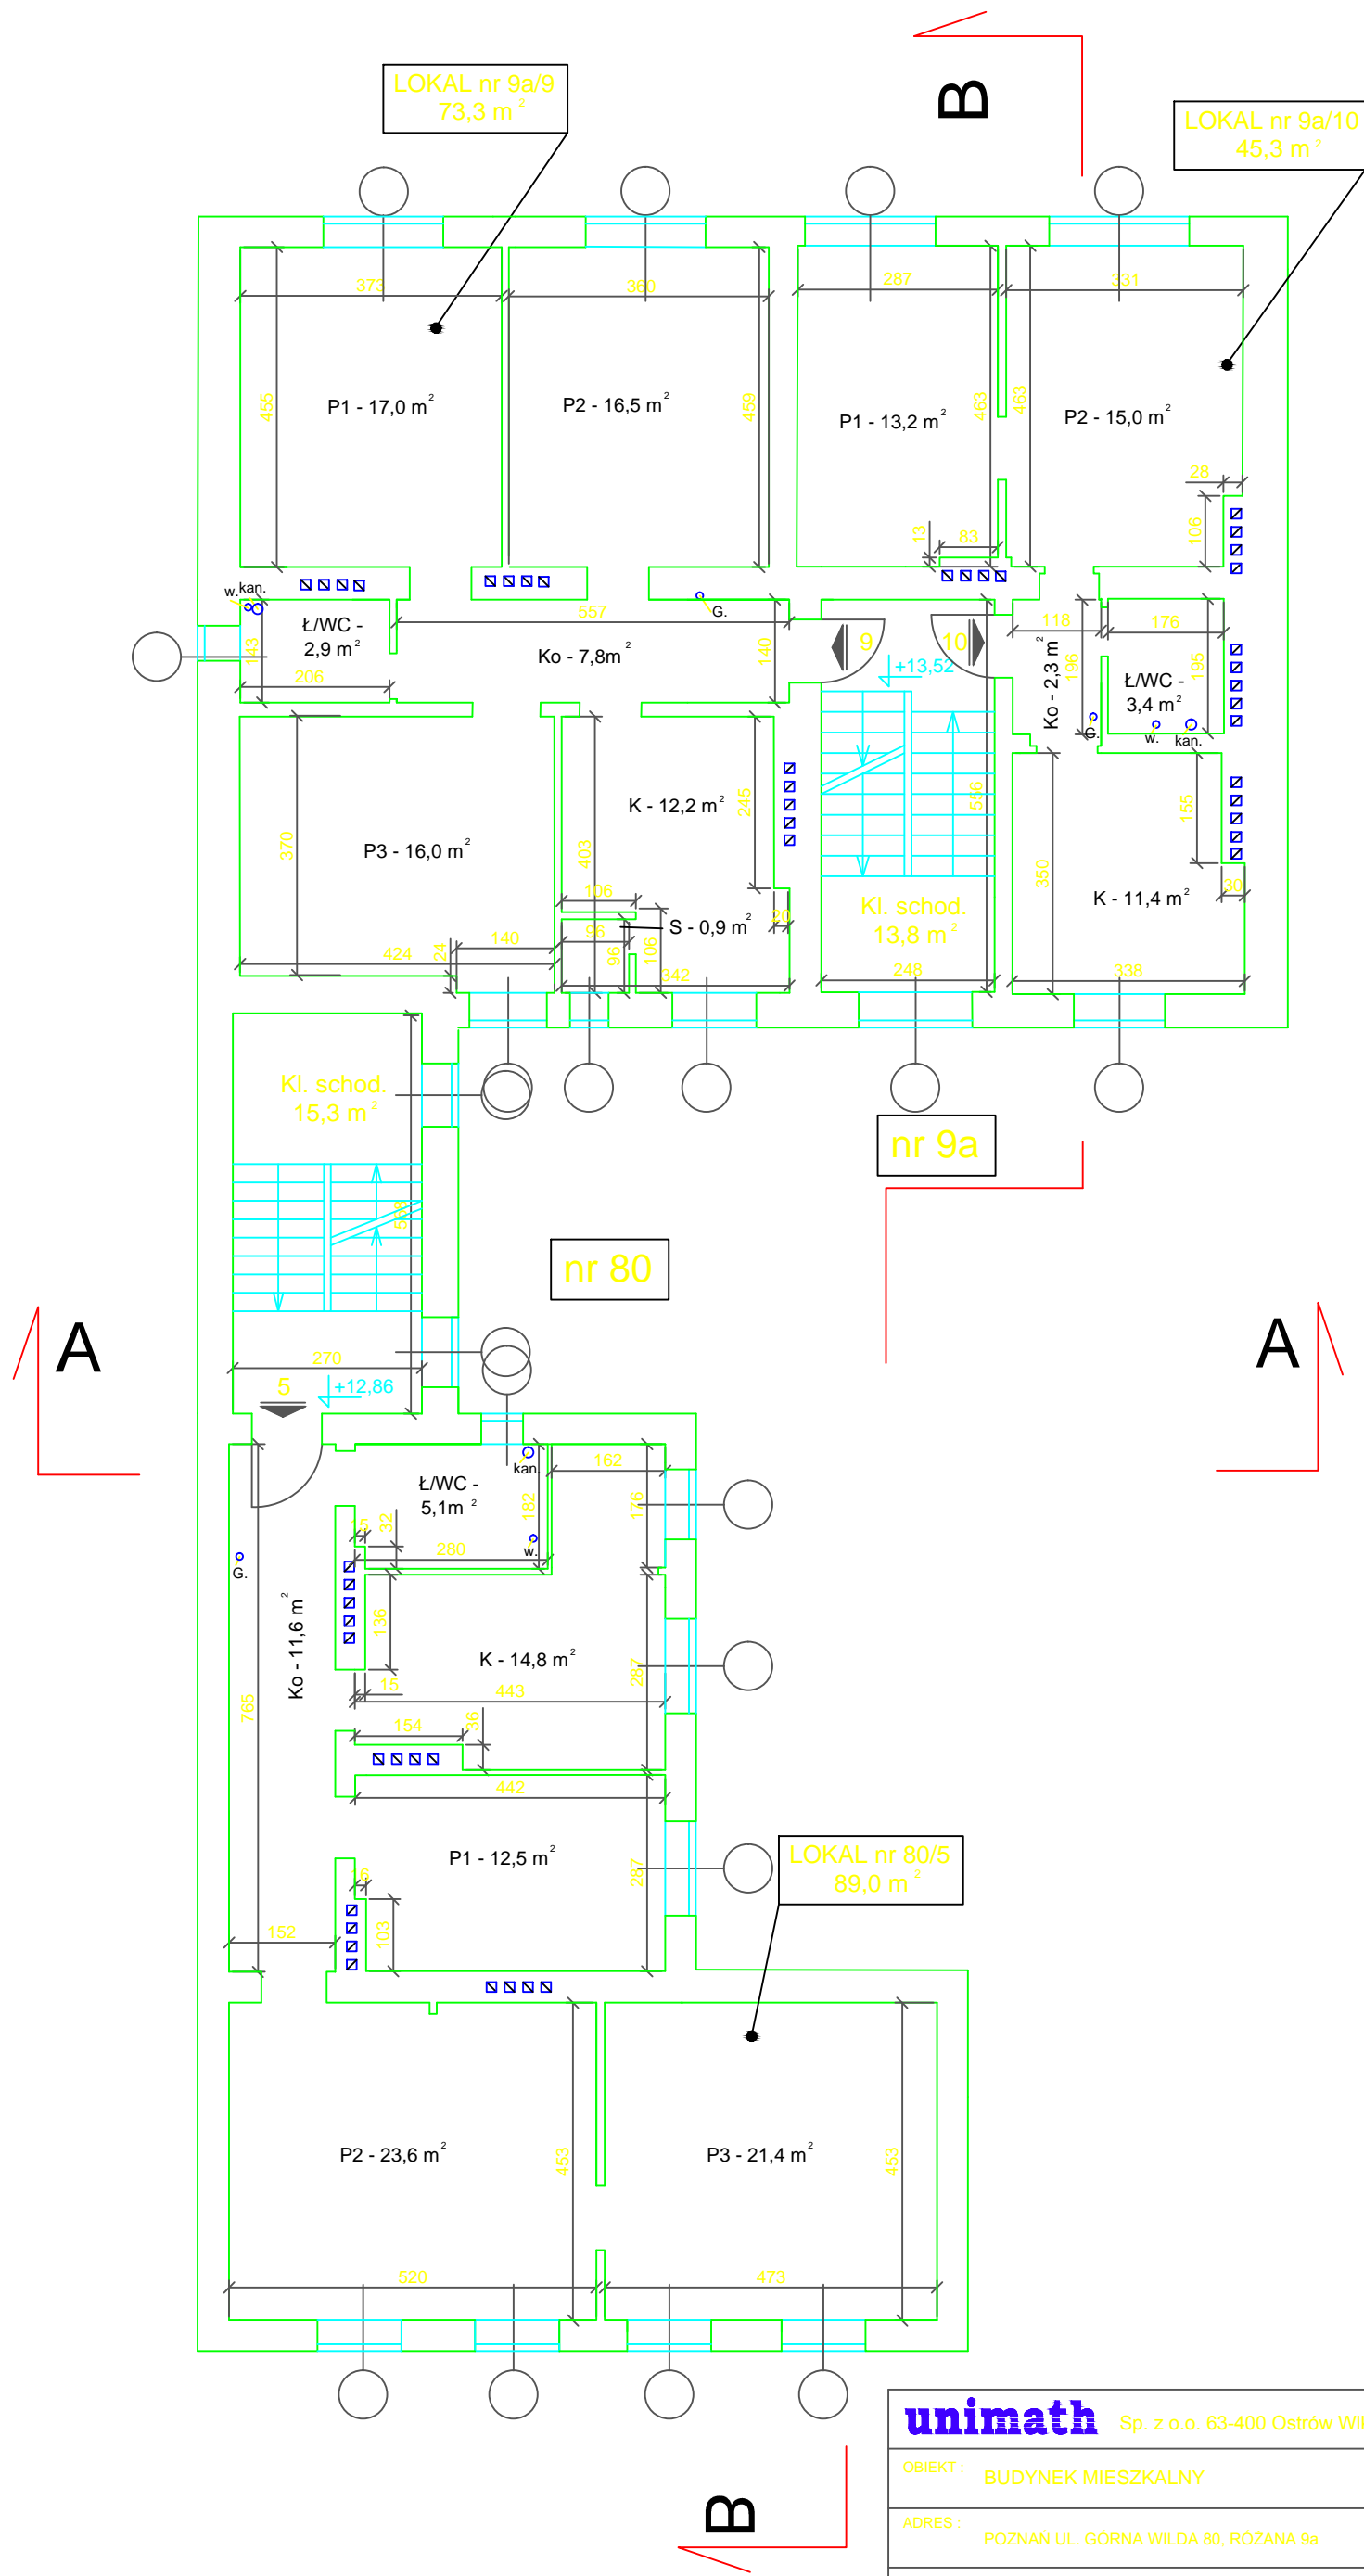 B
LOKAL nr 9a/9
73,3 m²
LOKAL nr 9a/10
45,3 m²
373
360
287
331
455
P1 - 17,0 m²
P2 - 16,5 m²
459
P1 - 13,2 m²
463
463
P2 - 15,0 m²
28
106
13
83
w.
kan.
G.
Ł/WC -
2,9 m²
143
206
557
Ko - 7,8m²
140
9
10
+13,52
118
176
196
195
Ko - 2,3 m²
Ł/WC -
3,4 m²
G.
w.
kan.
370
P3 - 16,0 m²
403
K - 12,2 m²
245
556
350
155
30
K - 11,4 m²
106
96
96
106
S - 0,9 m²
20
Kl. schod.
13,8 m²
424
24
140
342
248
338
Kl. schod.
15,3 m²
nr 9a
nr 80
A
A
270
5
+12,86
kan.
162
Ł/WC -
5,1m²
182
176
32
280
w.
G.
136
Ko - 11,6 m²
K - 14,8 m²
287
15
443
765
154
36
442
P1 - 12,5 m²
287
LOKAL nr 80/5
89,0 m²
16
103
152
P2 - 23,6 m²
453
P3 - 21,4 m²
453
520
473
B
unimath Sp. z o.o. 63-400 Ostrów
OBIEKT :
BUDYNEK MIESZKALNY
ADRES :
POZNAŃ UL. GÓRNA WILDA 80, RÓŻANA 9a